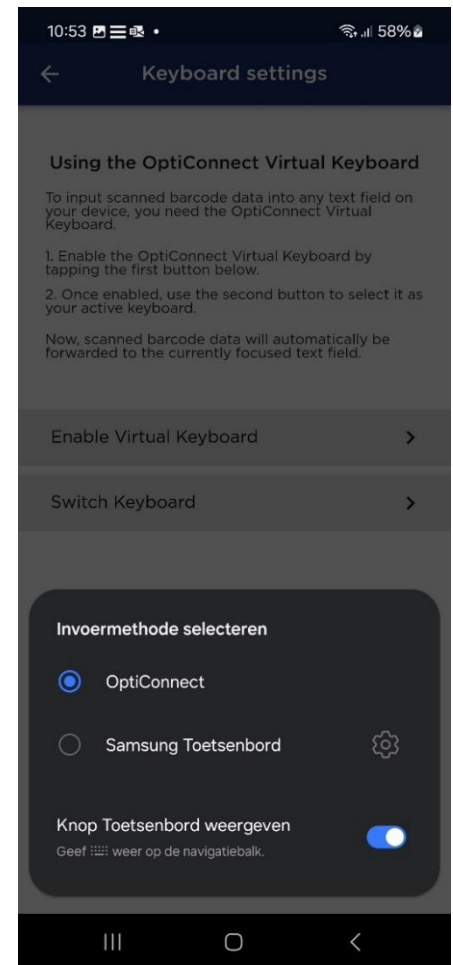 10:53 58%
Keyboard settings
Using the OptiConnect Virtual Keyboard
To input scanned barcode data into any text field on
your device, you need the OptiConnect Virtual
Keyboard.
1. Enable the OptiConnect Virtual Keyboard by
tapping the first button below.
2. Once enabled, use the second button to select it as
your active keyboard.
Now, scanned barcode data will automatically be
forwarded to the currently focused text field.
Enable Virtual Keyboard
Switch Keyboard
Invoermethode selecteren
OptiConnect
Samsung Toetsenbord
Knop Toetsenbord weergeven
Geef weer op de navigatiebalk.